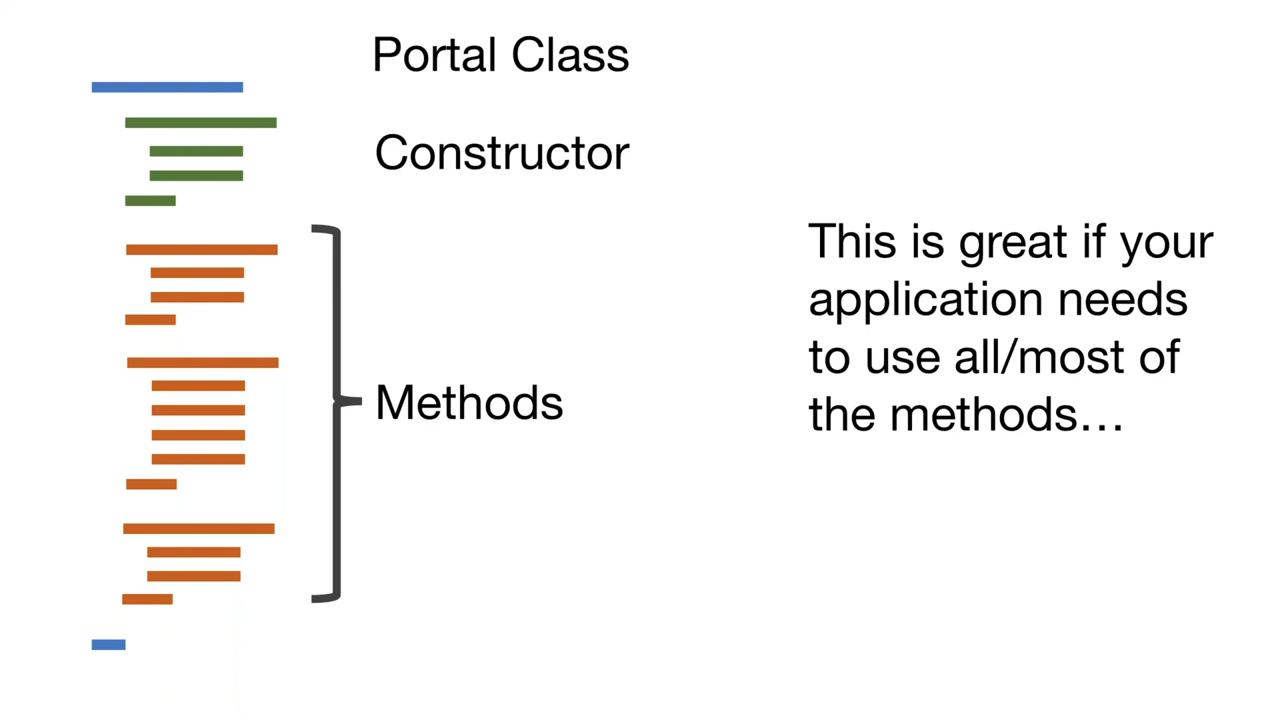 Portal Class
Constructor
Methods
This is great if your
application needs
to use all/most of
the methods…